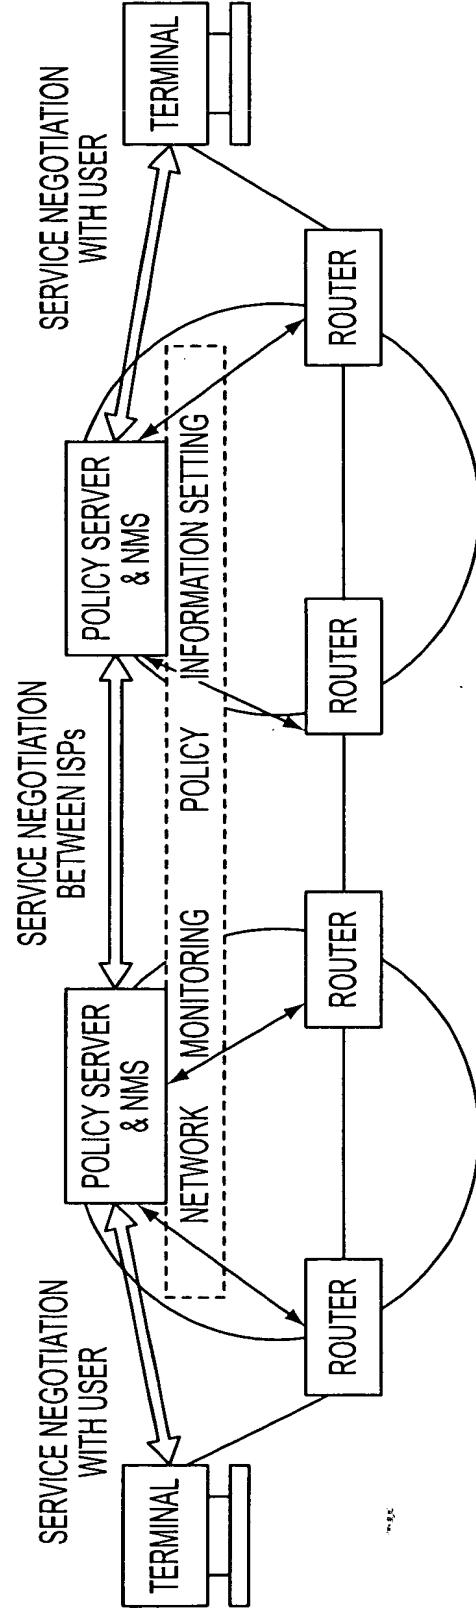 SERVICE NEGOTIATION
WITH USER
SERVICE NEGOTIATION
BETWEEN ISPs
SERVICE NEGOTIATION
WITH USER
TERMINAL
POLICY SERVER
& NMS
POLICY SERVER
& NMS
TERMINAL
NETWORK MONITORING POLICY INFORMATION SETTING
ROUTER
ROUTER
ROUTER
ROUTER